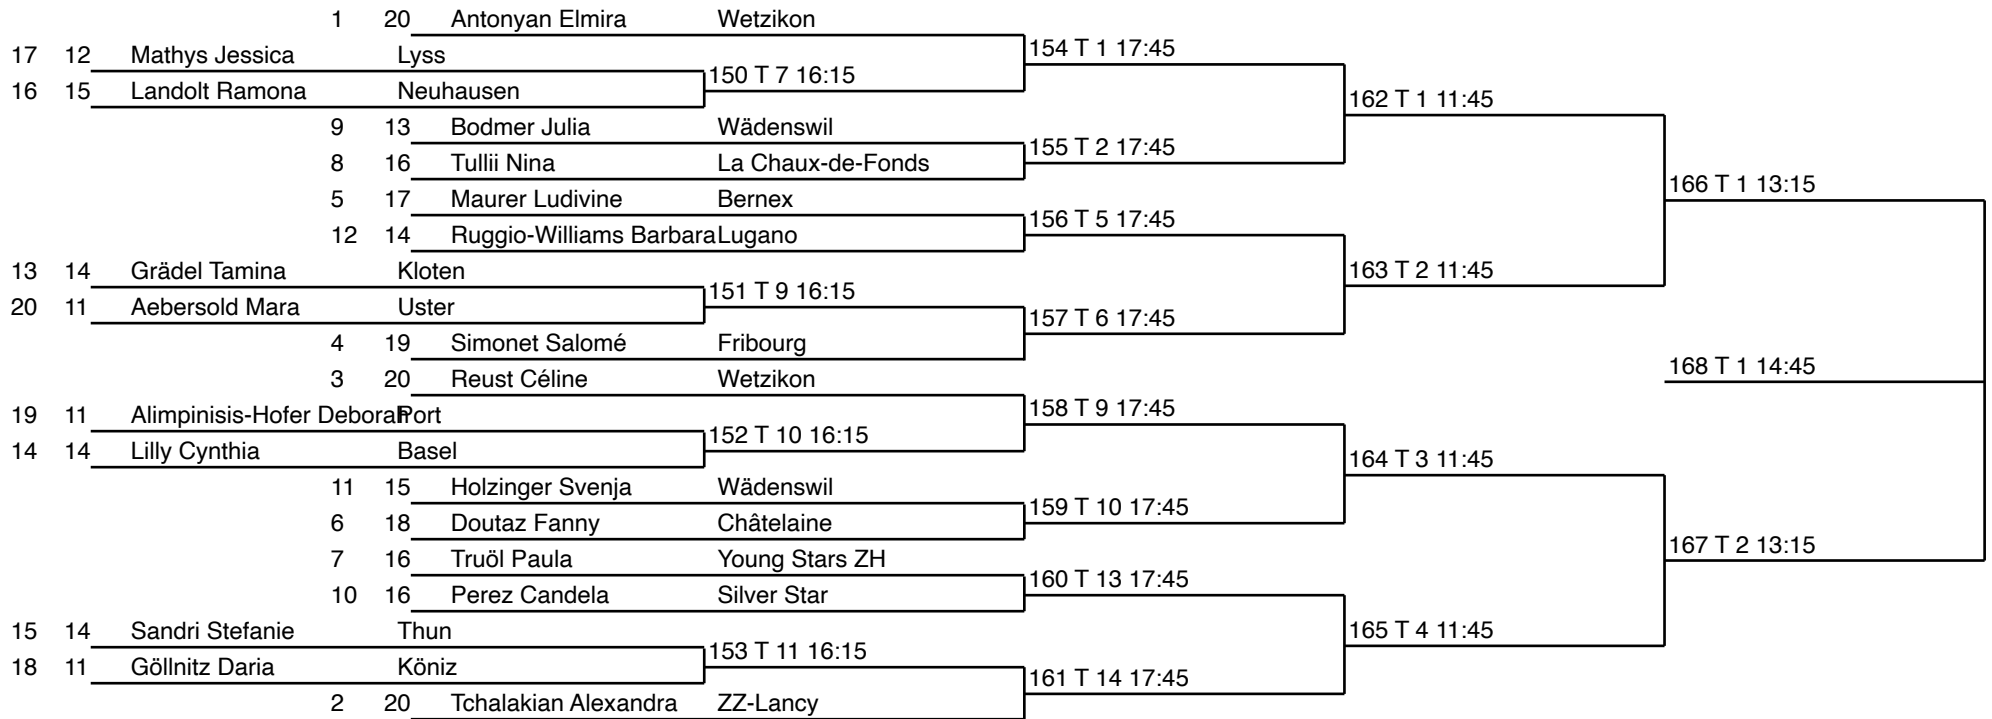 1 20 Antonyan Elmira Wetzikon
154 T 1 17:45
17 12 Mathys Jessica Lyss
150 T 7 16:15
16 15 Landolt Ramona Neuhausen
162 T 1 11:45
9 13 Bodmer Julia Wädenswil
155 T 2 17:45
8 16 Tullii Nina La Chaux-de-Fonds
166 T 1 13:15
5 17 Maurer Ludivine Bernex
156 T 5 17:45
12 14 Ruggio-Williams Barbara Lugano
13 14 Grädel Tamina Kloten
163 T 2 11:45
151 T 9 16:15
20 11 Aebersold Mara Uster
157 T 6 17:45
4 19 Simonet Salomé Fribourg
168 T 1 14:45
3 20 Reust Céline Wetzikon
158 T 9 17:45
19 11 Alimpinisis-Hofer Deborah Port
152 T 10 16:15
14 14 Lilly Cynthia Basel
164 T 3 11:45
11 15 Holzinger Svenja Wädenswil
159 T 10 17:45
6 18 Doutaz Fanny Châtelaine
167 T 2 13:15
7 16 Truöl Paula Young Stars ZH
160 T 13 17:45
10 16 Perez Candela Silver Star
15 14 Sandri Stefanie Thun
165 T 4 11:45
153 T 11 16:15
18 11 Göllnitz Daria Köniz
161 T 14 17:45
2 20 Tchalakian Alexandra ZZ-Lancy